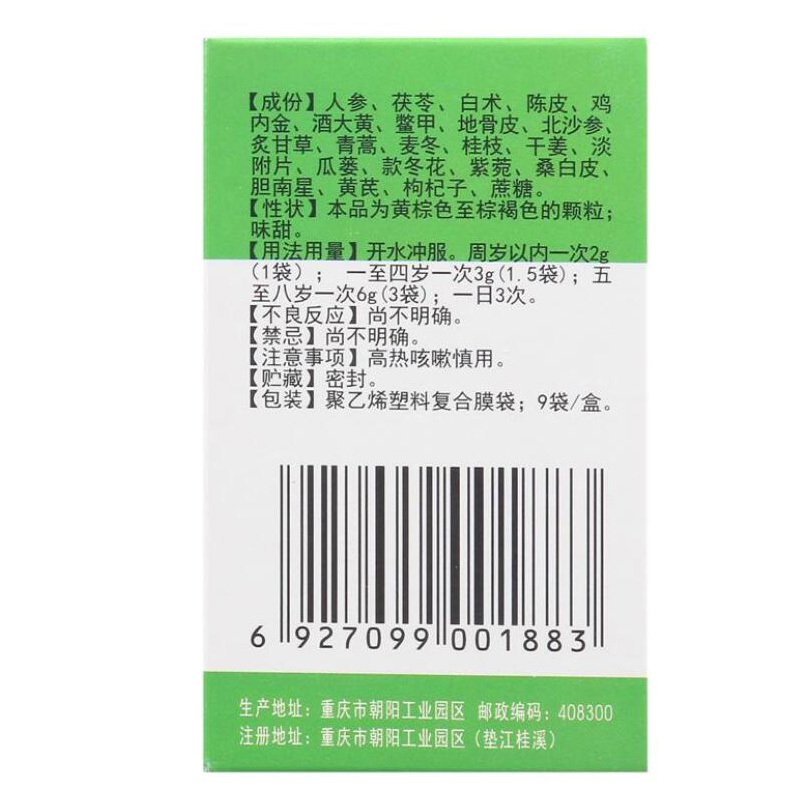 【成份】人参、茯苓、白术、陈皮、鸡
内金、酒大黄、鳖甲、地骨皮、北沙参、
炙甘草、青蒿、麦冬、桂枝、干姜、淡
附片、瓜蒌、款冬花、紫菀、桑白皮、
胆南星、黄芪、枸杞子、蔗糖。
【性状】本品为黄棕色至棕褐色的颗粒；
味甜。
【用法用量】开水冲服。周岁以内一次2g
(1袋)；一至四岁一次3g(1.5袋)；五
至八岁一次6g(3袋)；一日3次。
【不良反应】尚不明确。
【禁忌】尚不明确。
【注意事项】高热咳嗽慎用。
【贮藏】密封。
【包装】聚乙烯塑料复合膜袋；9袋/盒。
6 927099 001883
生产地址：重庆市朝阳工业园区 邮政编码：408300
注册地址：重庆市朝阳工业园区（垫江桂溪）